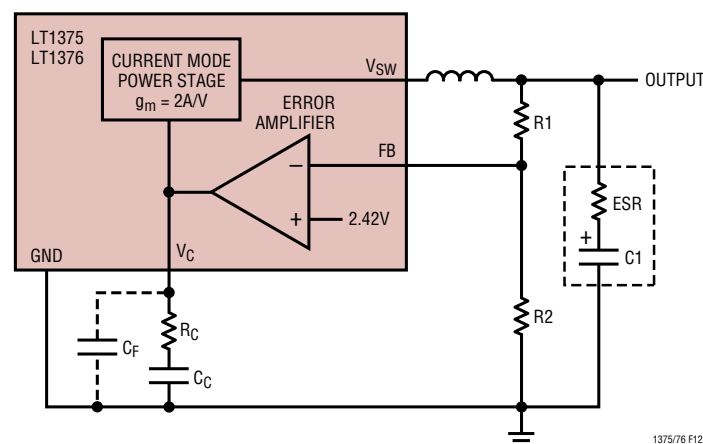 LT1375
LT1376
CURRENT MODE
POWER STAGE
gm = 2A/V
VSW
OUTPUT
ERROR
AMPLIFIER
R1
FB
–
+
2.42V
ESR
+
C1
GND
VC
R2
RC
CF
CC
1375/76 F12